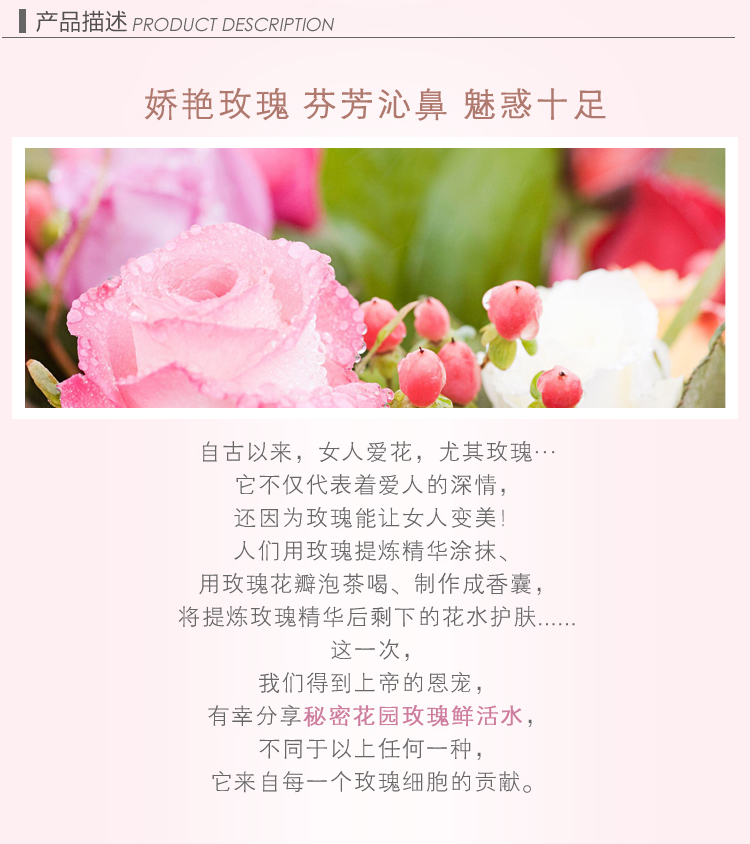 产品描述 PRODUCT DESCRIPTION
娇艳玫瑰 芬芳沁鼻 魅惑十足
自古以来，女人爱花，尤其玫瑰…
它不仅代表着爱人的深情，
还因为玫瑰能让女人变美！
人们用玫瑰提炼精华涂抹、
用玫瑰花瓣泡茶喝、制作成香囊，
将提炼玫瑰精华后剩下的花水护肤......
这一次，
我们得到上帝的恩宠，
有幸分享秘密花园玫瑰鲜活水，
不同于以上任何一种，
它来自每一个玫瑰细胞的贡献。